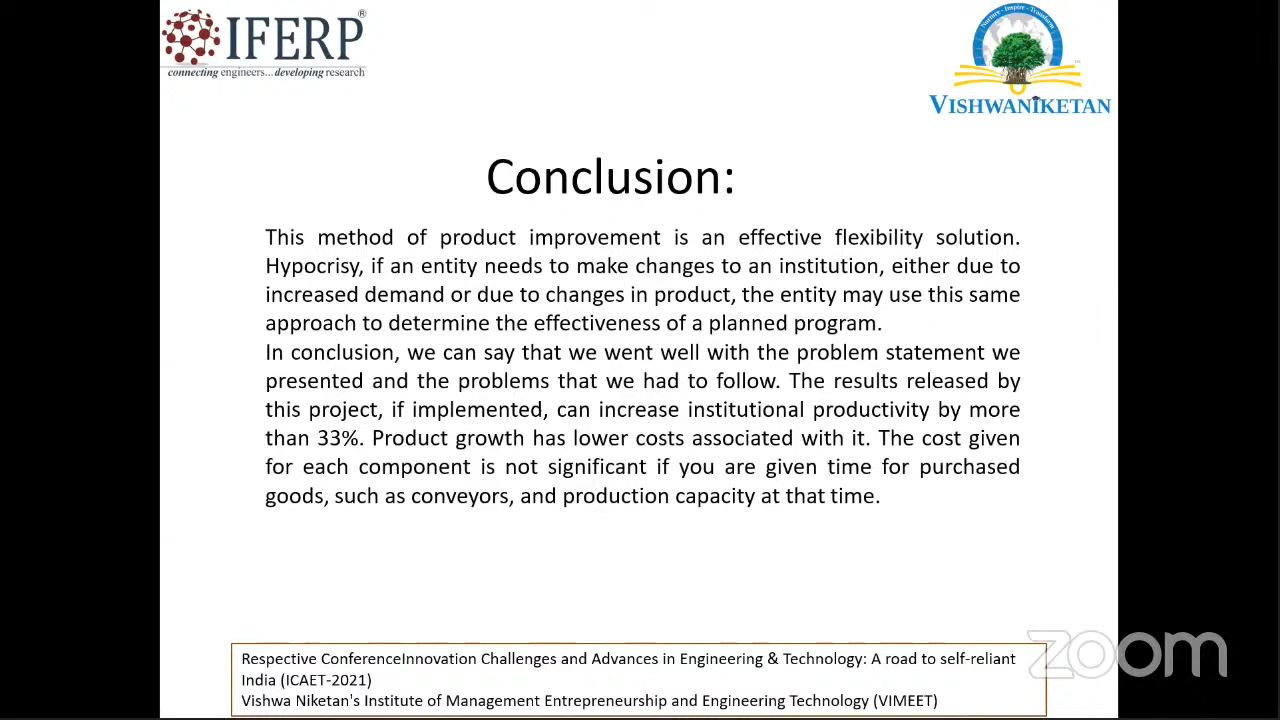 IFERP®
connecting engineers...developing research
Nurture - Inspire - Transform
VISHWANIKETAN
Conclusion:
This method of product improvement is an effective flexibility solution.
Hypocrisy, if an entity needs to make changes to an institution, either due to
increased demand or due to changes in product, the entity may use this same
approach to determine the effectiveness of a planned program.
In conclusion, we can say that we went well with the problem statement we
presented and the problems that we had to follow. The results released by
this project, if implemented, can increase institutional productivity by more
than 33%. Product growth has lower costs associated with it. The cost given
for each component is not significant if you are given time for purchased
goods, such as conveyors, and production capacity at that time.
Respective ConferenceInnovation Challenges and Advances in Engineering & Technology: A road to self-reliant
India (ICAET-2021)
Vishwa Niketan's Institute of Management Entrepreneurship and Engineering Technology (VIMEET)
zoom